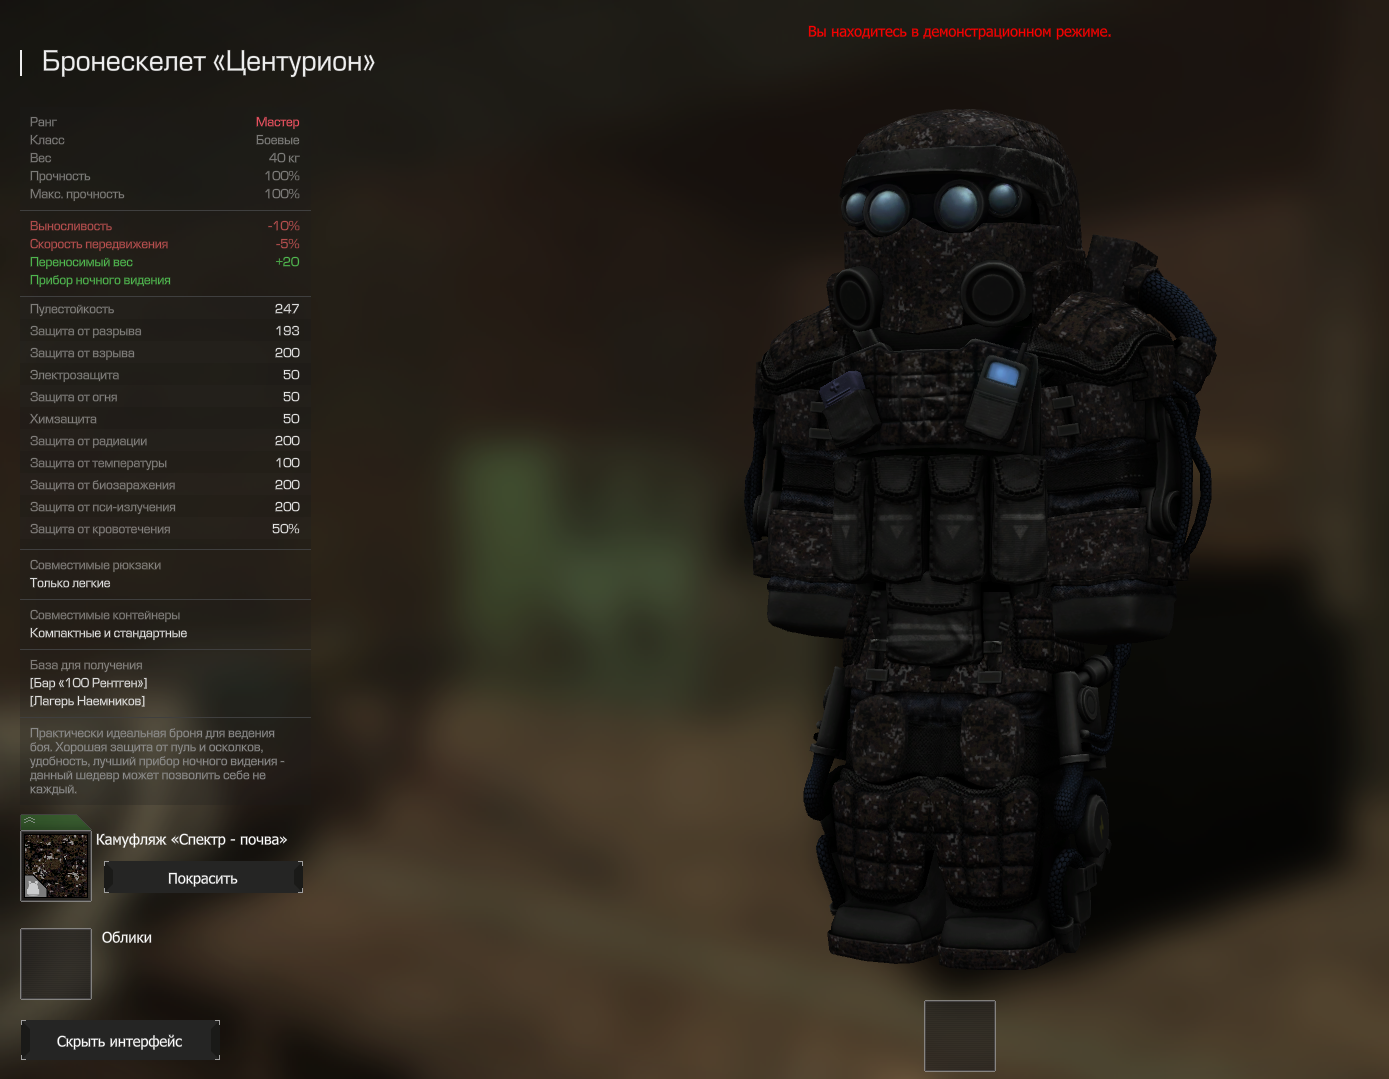 Вы находитесь в демонстрационном режиме.
Бронескелет «Центурион»
Ранг Мастер
Класс Боевые
Вес 40 кг
Прочность 100%
Макс. прочность 100%
Выносливость -10%
Скорость передвижения -5%
Переносимый вес +20
Прибор ночного видения
Пулестойкость 247
Защита от разрыва 193
Защита от взрыва 200
Электрозащита 50
Защита от огня 50
Химзащита 50
Защита от радиации 200
Защита от температуры 100
Защита от биозаражения 200
Защита от пси-излучения 200
Защита от кровотечения 50%
Совместимые рюкзаки
Только легкие
Совместимые контейнеры
Компактные и стандартные
База для получения
[Бар «100 Рентген»]
[Лагерь Наемников]
Практически идеальная броня для ведения
боя. Хорошая защита от пуль и осколков,
удобность, лучший прибор ночного видения -
данный шедевр может позволить себе не
каждый.
Камуфляж «Спектр - почва»
Покрасить
Облики
Скрыть интерфейс